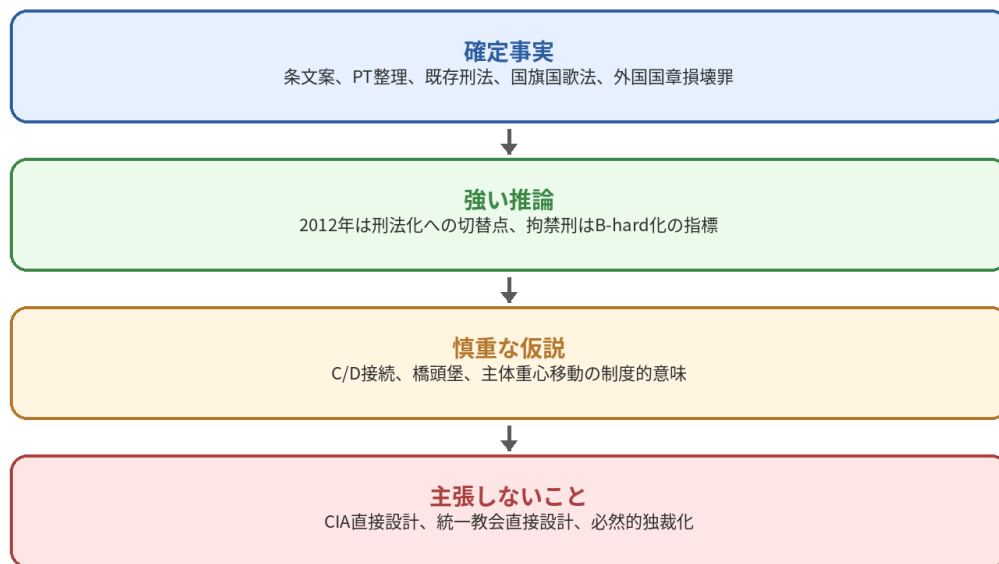 確定事実
条文案、PT整理、既存刑法、国旗国歌法、外国国章損壊罪
強い推論
2012年は刑法化への切替点、拘禁刑はB-hard化の指標
慎重な仮説
C/D接続、橋頭堡、主体重心移動の制度的意味
主張しないこと
CIA直接設計、統一教会直接設計、必然的独裁化